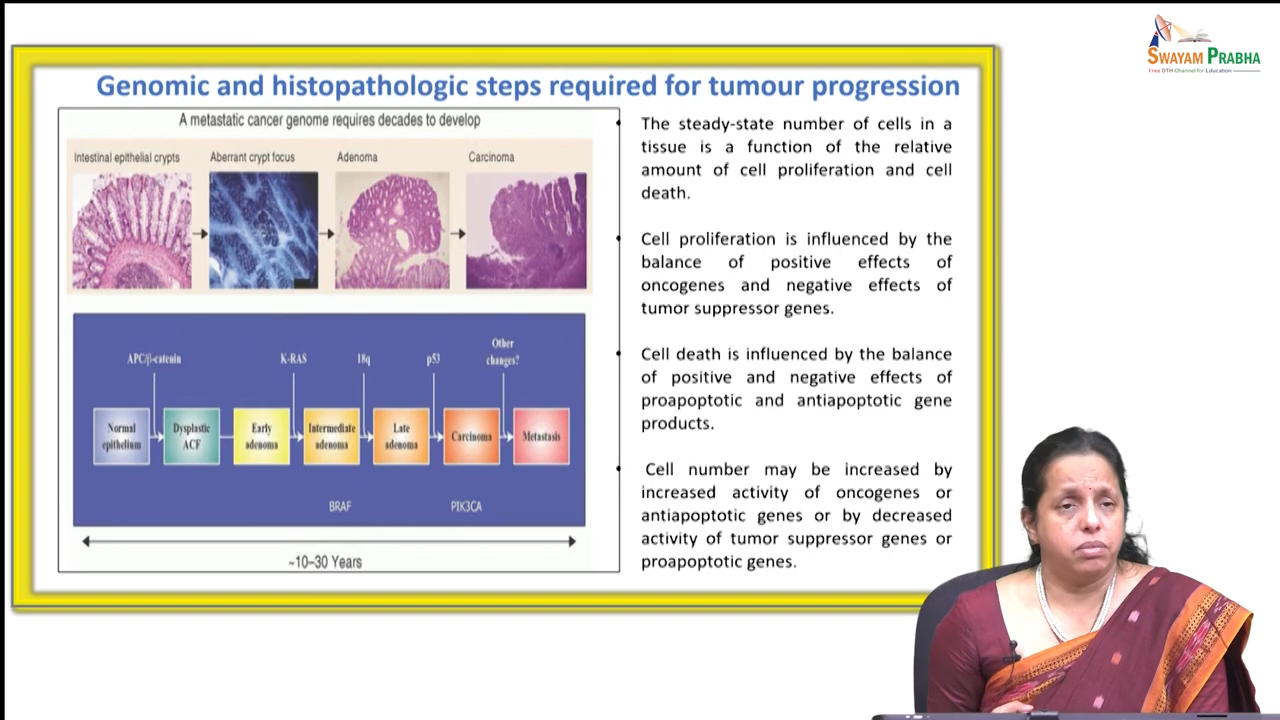 SWAYAM PRABHA
Free DTH Channel for Education
Genomic and histopathologic steps required for tumour progression
A metastatic cancer genome requires decades to develop
Intestinal epithelial crypts
Aberrant crypt focus
Adenoma
Carcinoma
APC/β-catenin
K-RAS
18q
p53
Other
changes?
Normal
epithelium
Dysplastic
ACF
Early
adenoma
Intermediate
adenoma
Late
adenoma
Carcinoma
Metastasis
BRAF
PIK3CA
~10–30 Years
• The steady-state number of cells in a
tissue is a function of the relative
amount of cell proliferation and cell
death.
• Cell proliferation is influenced by the
balance of positive effects of
oncogenes and negative effects of
tumor suppressor genes.
• Cell death is influenced by the balance
of positive and negative effects of
proapoptotic and antiapoptotic gene
products.
• Cell number may be increased by
increased activity of oncogenes or
antiapoptotic genes or by decreased
activity of tumor suppressor genes or
proapoptotic genes.